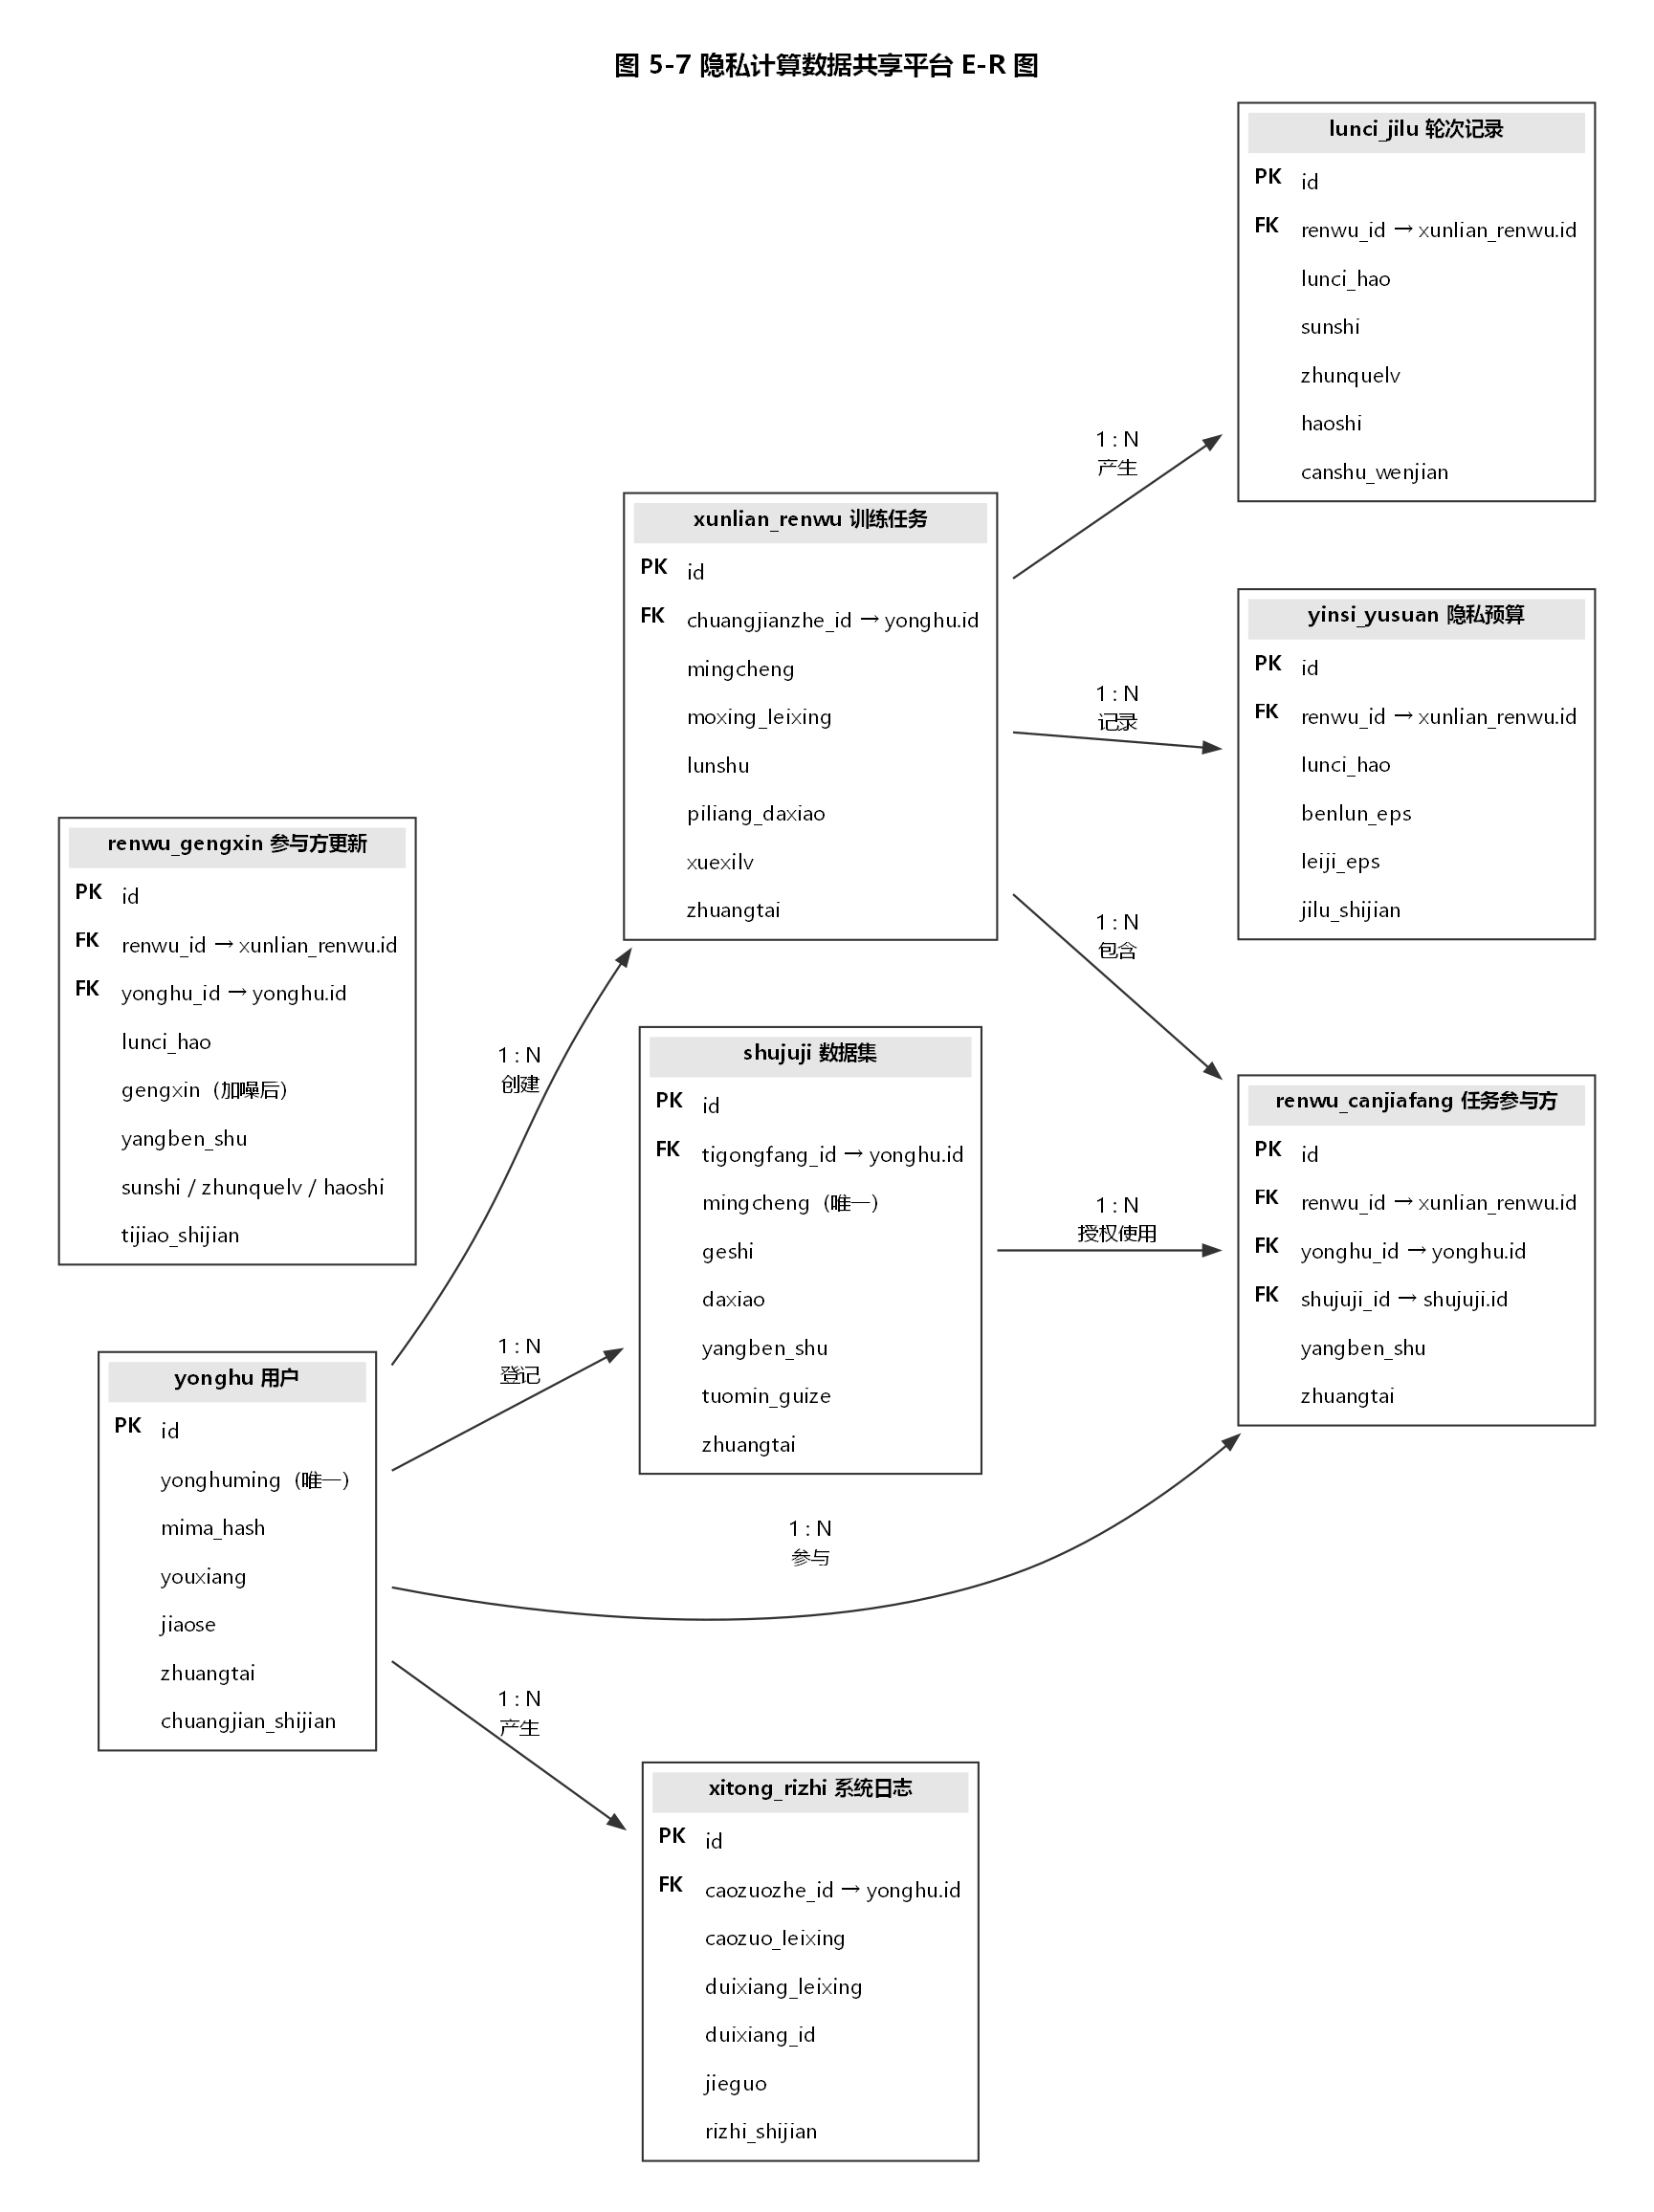 图 5-7 隐私计算数据共享平台 E-R 图
lunci_jilu 轮次记录
PK id
FK renwu_id → xunlian_renwu.id
lunci_hao
sunshi
zhunquelv
haoshi
canshu_wenjian
1 : N
产生
xunlian_renwu 训练任务
PK id
FK chuangjianzhe_id → yonghu.id
mingcheng
moxing_leixing
lunshu
piliang_daxiao
xuexilv
zhuangtai
1 : N
记录
yinsi_yusuan 隐私预算
PK id
FK renwu_id → xunlian_renwu.id
lunci_hao
benlun_eps
leiji_eps
jilu_shijian
1 : N
包含
renwu_gengxin 参与方更新
PK id
FK renwu_id → xunlian_renwu.id
FK yonghu_id → yonghu.id
lunci_hao
gengxin（加噪后）
yangben_shu
sunshi / zhunquelv / haoshi
tijiao_shijian
1 : N
创建
shujuji 数据集
PK id
FK tigongfang_id → yonghu.id
mingcheng（唯一）
geshi
daxiao
yangben_shu
tuomin_guize
zhuangtai
1 : N
授权使用
renwu_canjiafang 任务参与方
PK id
FK renwu_id → xunlian_renwu.id
FK yonghu_id → yonghu.id
FK shujuji_id → shujuji.id
yangben_shu
zhuangtai
1 : N
登记
yonghu 用户
PK id
yonghuming（唯一）
mima_hash
youxiang
jiaose
zhuangtai
chuangjian_shijian
1 : N
参与
1 : N
产生
xitong_rizhi 系统日志
PK id
FK caozuozhe_id → yonghu.id
caozuo_leixing
duixiang_leixing
duixiang_id
jieguo
rizhi_shijian